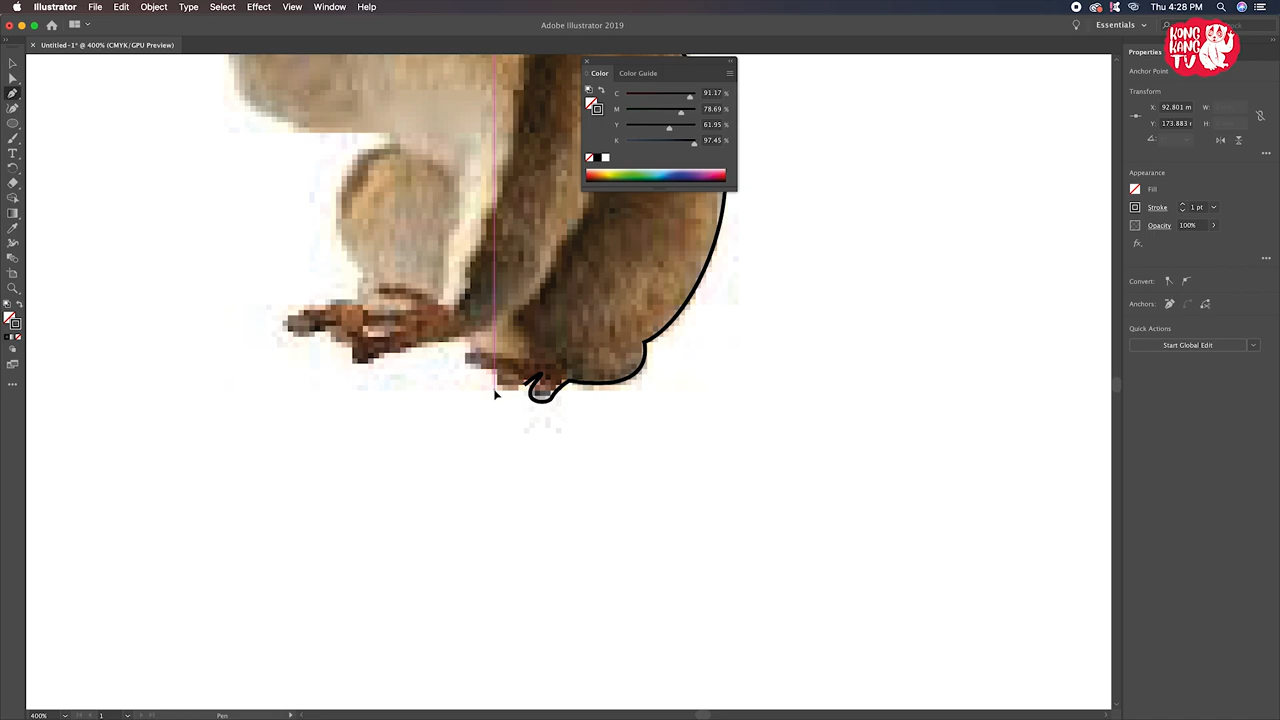 Illustrator File Edit Object Type Select Effect View Window Help
Thu 4:28 PM
Adobe Illustrator 2019
Essentials
Untitled-1* @ 400% (CMYK/GPU Preview)
KONG
KANG
TV
Color Color Guide
C 91.17 %
M 78.69 %
Y 61.95 %
K 97.45 %
Properties
Anchor Point
Transform
X: 92.801 m W:
Y: 173.883 H:
Appearance
Fill
Stroke 1 pt
Opacity 100%
fx.
Convert:
Anchors:
Quick Actions
Start Global Edit
400% 1 Pen